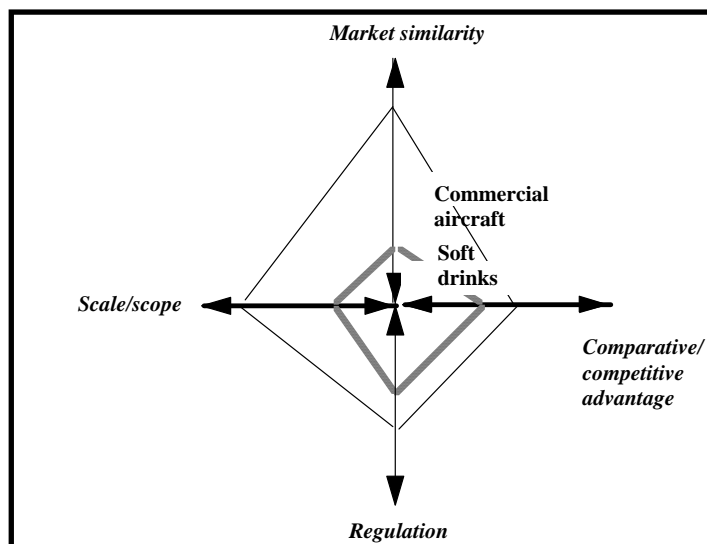 Market similarity
Commercial
aircraft
Soft
drinks
Scale/scope
Comparative/
competitive
advantage
Regulation